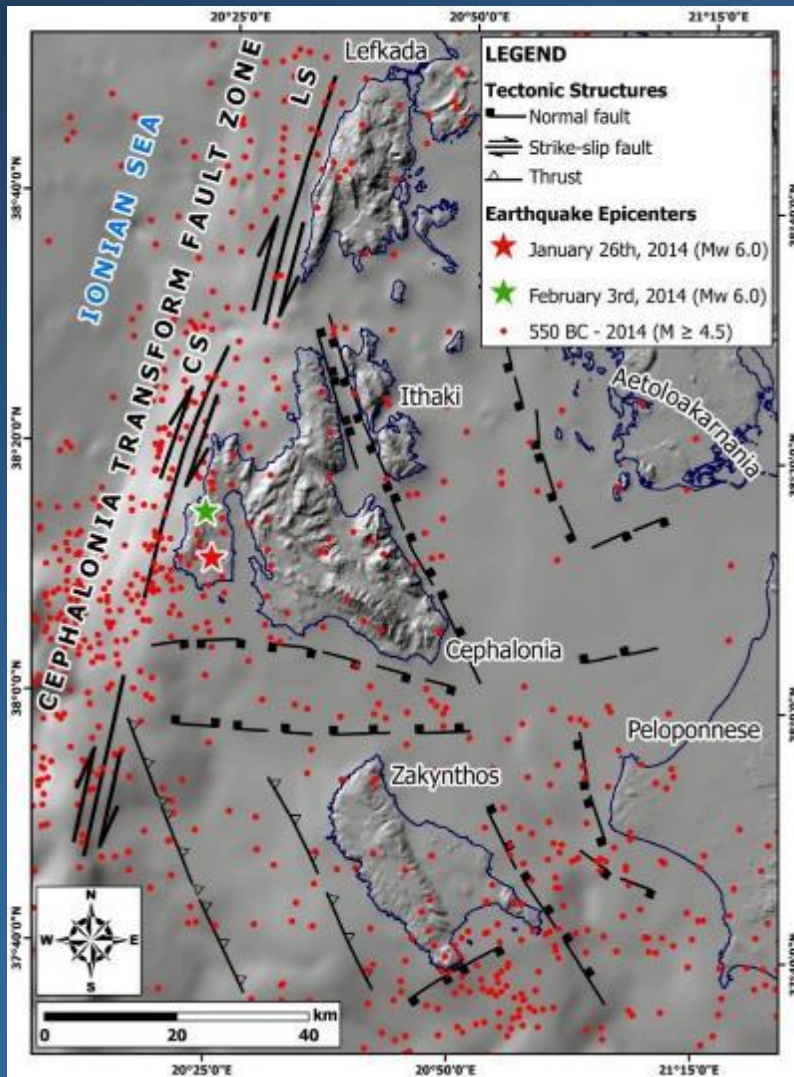 20°25'0"E
20°50'0"E
21°15'0"E
Lefkada
LEGEND
Tectonic Structures
Normal fault
Strike-slip fault
Thrust
Earthquake Epicenters
January 26th, 2014 (Mw 6.0)
February 3rd, 2014 (Mw 6.0)
550 BC - 2014 (M ≥ 4.5)
IONIAN SEA
CEPHALONIA TRANSFORM FAULT ZONE
LS
CS
38°40'0"N
38°20'0"N
38°0'0"N
37°40'0"N
Ithaki
Aetoloakarnania
Cephalonia
Peloponnese
Zakynthos
N
W
E
S
km
0
20
40
20°25'0"E
20°50'0"E
21°15'0"E